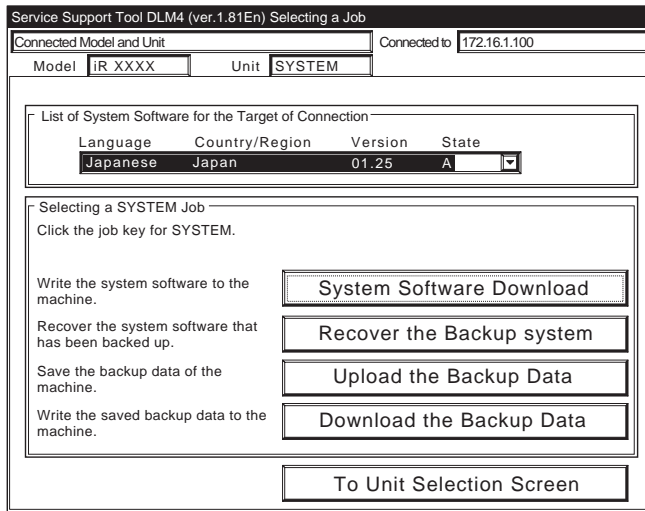 Service Support Tool DLM4 (ver.1.81En) Selecting a Job
Connected Model and Unit Connected to 172.16.1.100
Model iR XXXX Unit SYSTEM
List of System Software for the Target of Connection
Language Country/Region Version State
Japanese Japan 01.25 A
Selecting a SYSTEM Job
Click the job key for SYSTEM.
Write the system software to the
machine.
System Software Download
Recover the system software that
has been backed up.
Recover the Backup system
Save the backup data of the
machine.
Upload the Backup Data
Write the saved backup data to the
machine.
Download the Backup Data
To Unit Selection Screen